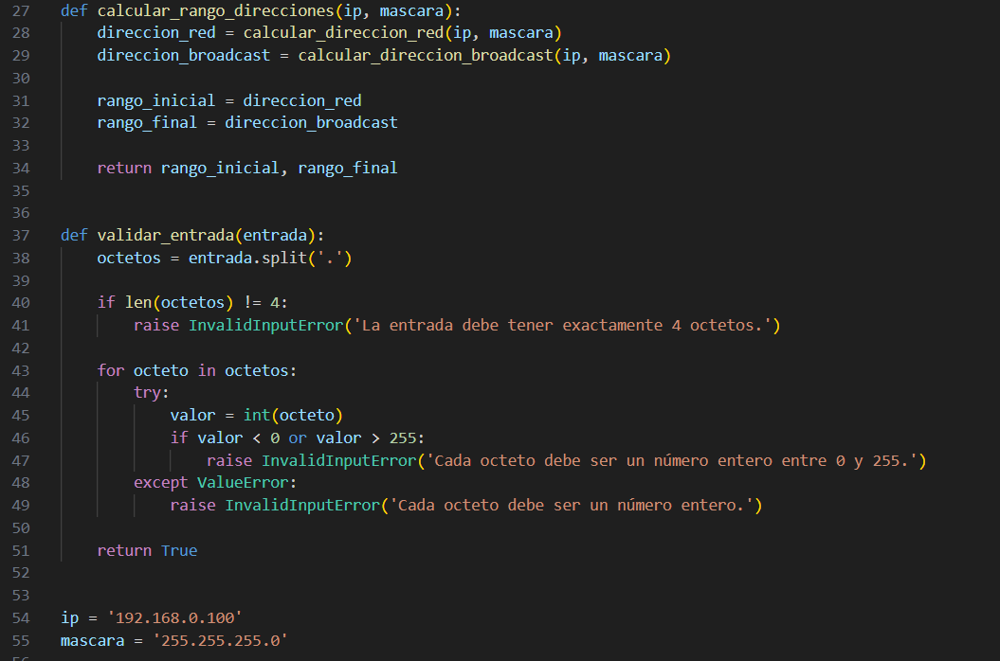 27 def calcular_rango_direcciones(ip, mascara):
28     direccion_red = calcular_direccion_red(ip, mascara)
29     direccion_broadcast = calcular_direccion_broadcast(ip, mascara)
30
31     rango_inicial = direccion_red
32     rango_final = direccion_broadcast
33
34     return rango_inicial, rango_final
35
36
37 def validar_entrada(entrada):
38     octetos = entrada.split('.')
39
40     if len(octetos) != 4:
41         raise InvalidInputError('La entrada debe tener exactamente 4 octetos.')
42
43     for octeto in octetos:
44         try:
45             valor = int(octeto)
46             if valor < 0 or valor > 255:
47                 raise InvalidInputError('Cada octeto debe ser un número entero entre 0 y 255.')
48         except ValueError:
49             raise InvalidInputError('Cada octeto debe ser un número entero.')
50
51     return True
52
53
54 ip = '192.168.0.100'
55 mascara = '255.255.255.0'